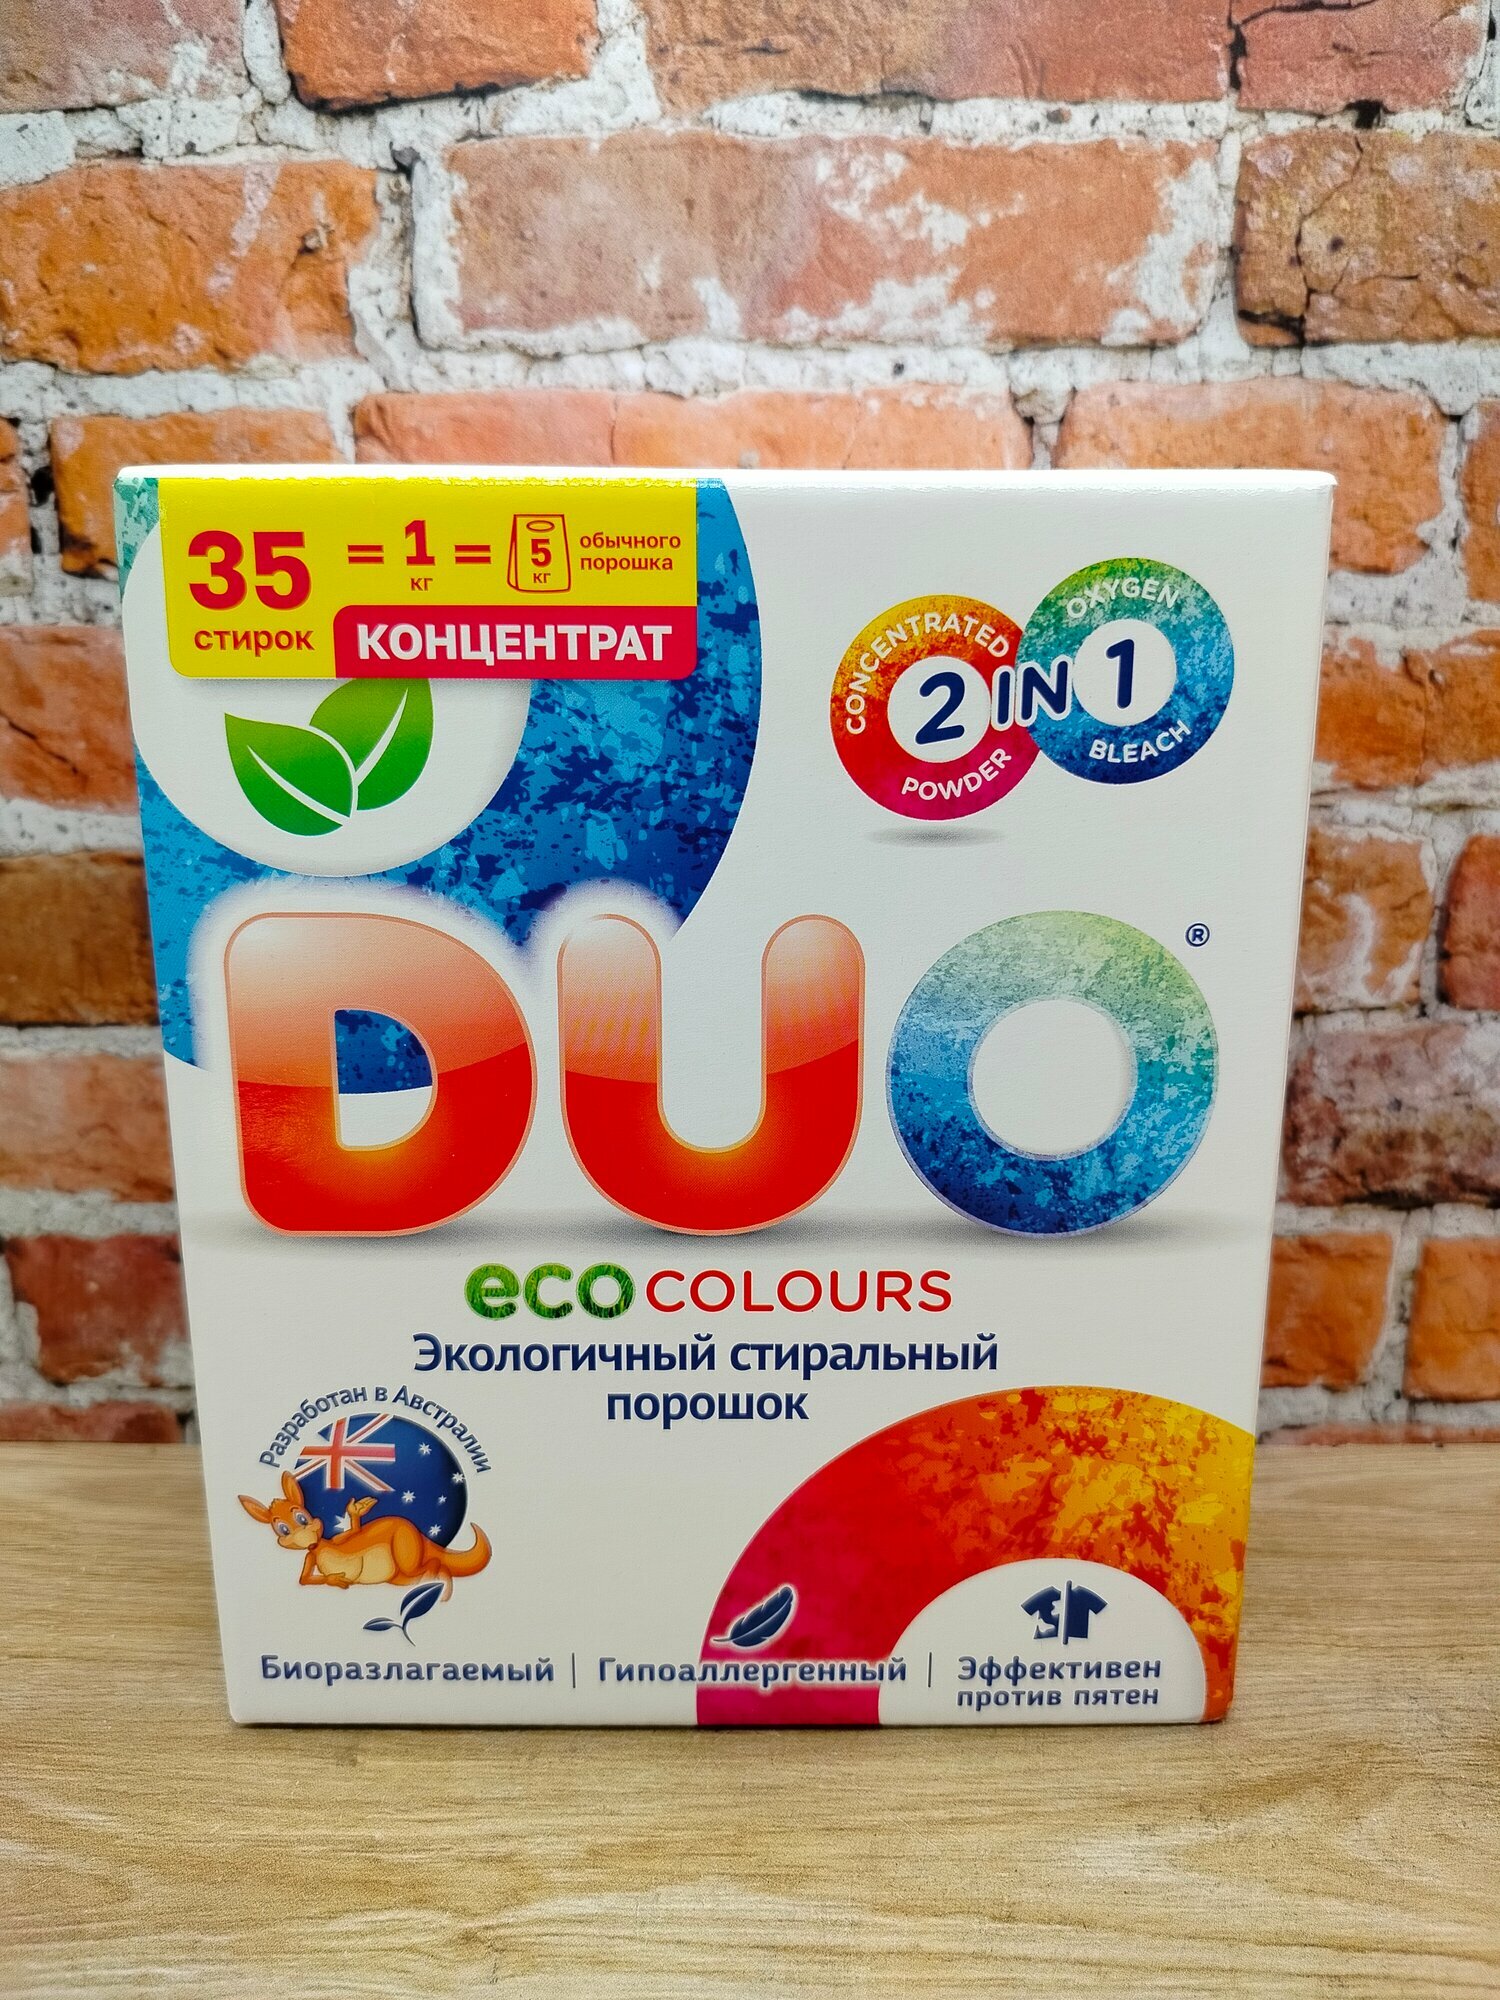 35 = 1 = 5 обычного
кг кг порошка
стирок КОНЦЕНТРАТ
CONCENTRATED POWDER
2 IN 1
OXYGEN BLEACH
DUO ®
eco COLOURS
Экологичный стиральный
порошок
Разработан в Австралии
Биоразлагаемый | Гипоаллергенный | Эффективен
против пятен